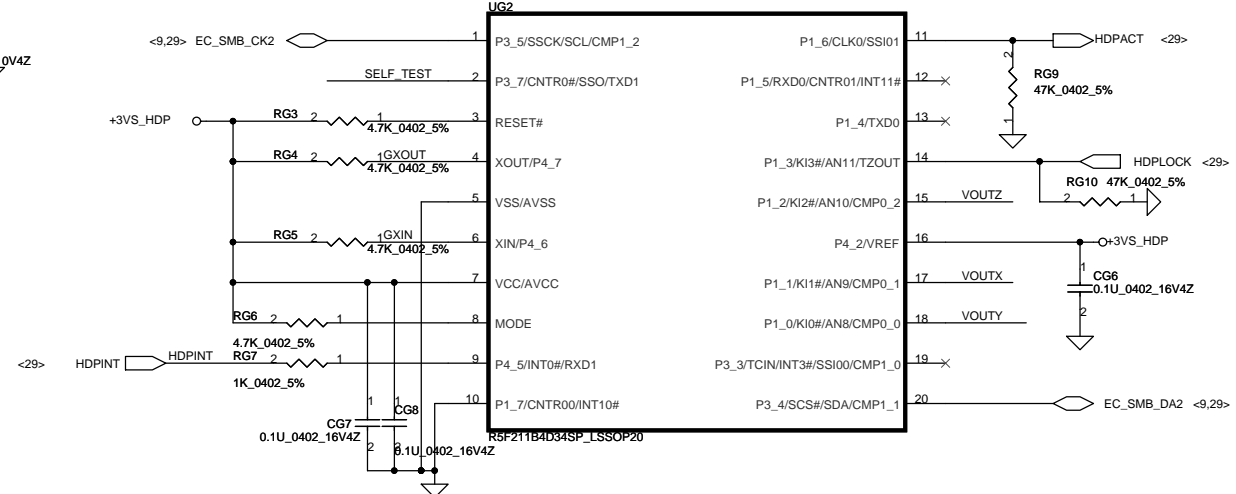 UG2
0V4Z
<9,29> EC_SMB_CK2 1 P3_5/SSCK/SCL/CMP1_2 P1_6/CLK0/SSI01 11 HDPACT <29>
SELF_TEST 2 P3_7/CNTR0#/SSO/TXD1 P1_5/RXD0/CNTR01/INT11# 12
2 RG9
47K_0402_5%
1
+3VS_HDP RG3 2 1 3 RESET# P1_4/TXD0 13
4.7K_0402_5%
RG4 2 1 GXOUT 4 XOUT/P4_7 P1_3/KI3#/AN11/TZOUT 14 HDPLOCK <29>
4.7K_0402_5%
RG10 47K_0402_5%
5 VSS/AVSS P1_2/KI2#/AN10/CMP0_2 15 VOUTZ 2 1
RG5 2 1 GXIN 6 XIN/P4_6 P4_2/VREF 16 +3VS_HDP
4.7K_0402_5%
7 VCC/AVCC P1_1/KI1#/AN9/CMP0_1 17 VOUTX
1 CG6
0.1U_0402_16V4Z
2
RG6 2 1 8 MODE P1_0/KI0#/AN8/CMP0_0 18 VOUTY
4.7K_0402_5%
<29> HDPINT HDPINT RG7 2 1 9 P4_5/INT0#/RXD1 P3_3/TCIN/INT3#/SSI00/CMP1_0 19
1K_0402_5%
10 P1_7/CNTR00/INT10# P3_4/SCS#/SDA/CMP1_1 20 EC_SMB_DA2 <9,29>
1 1 CG8
CG7
0.1U_0402_16V4Z
2 2 0.1U_0402_16V4Z
R5F211B4D34SP_LSSOP20